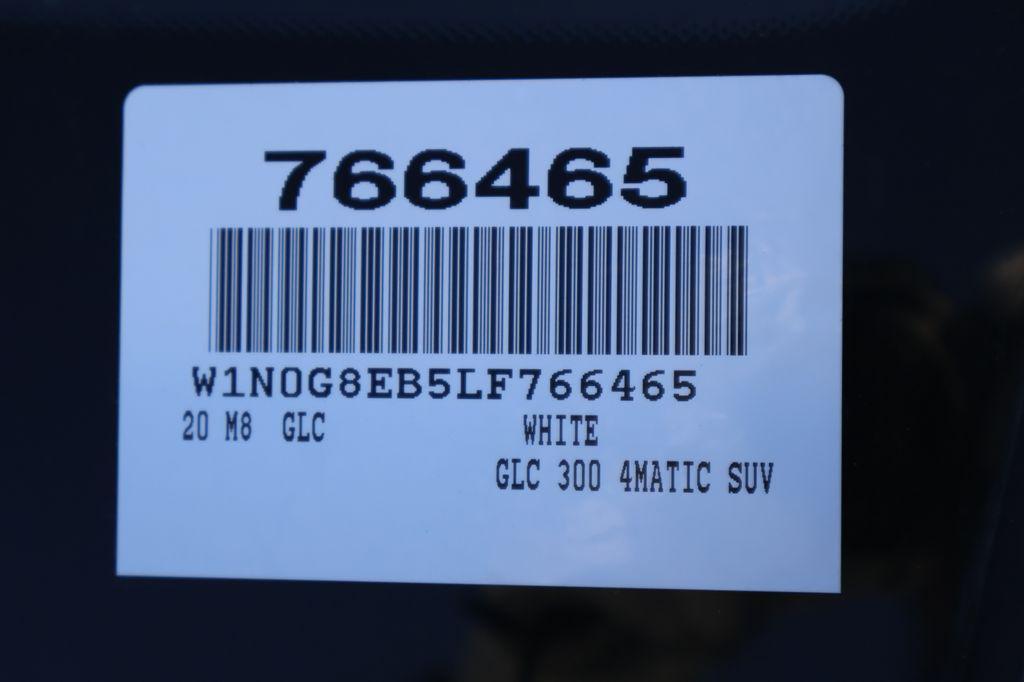 766465
W1N0G8EB5LF766465
20 M8 GLC WHITE
GLC 300 4MATIC SUV